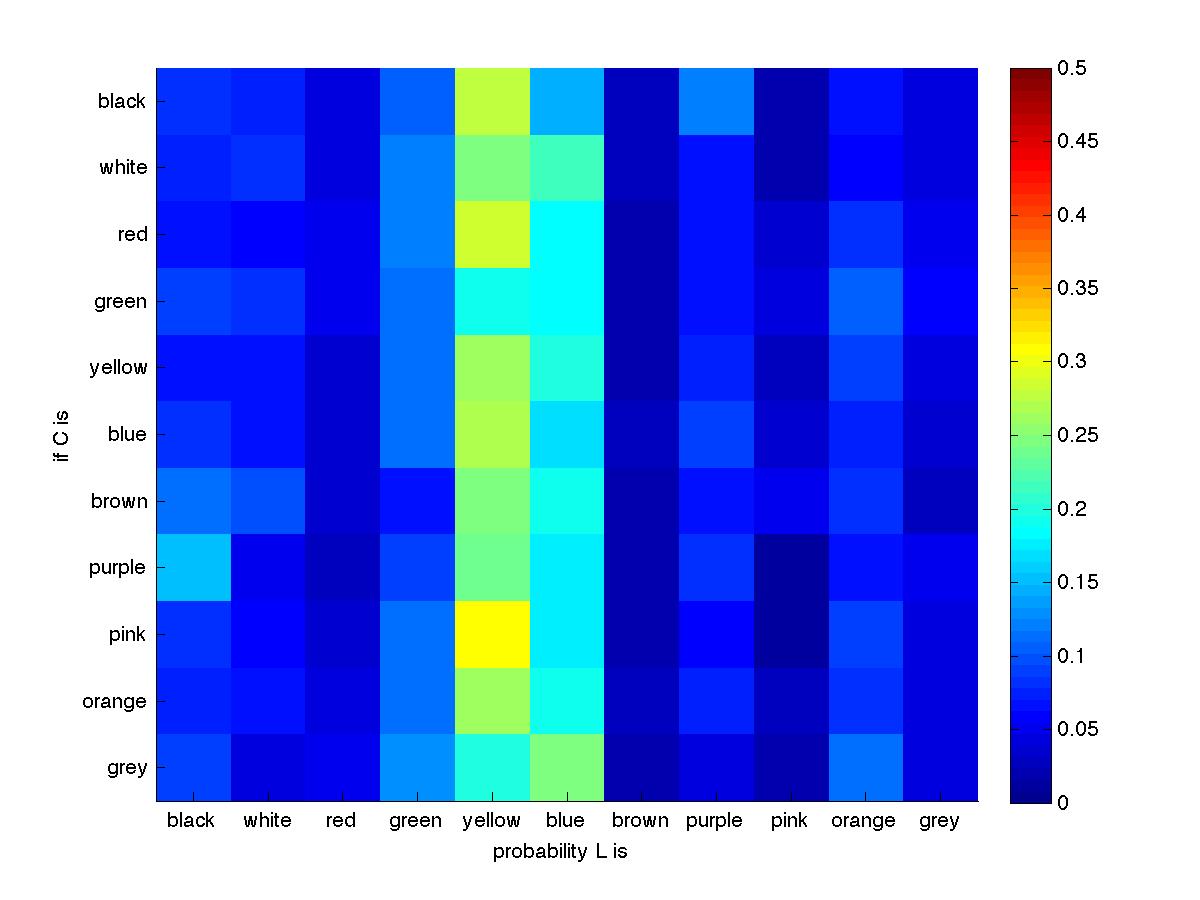 black
white
red
green
yellow
blue
brown
purple
pink
orange
grey
if C is
black white red green yellow blue brown purple pink orange grey
probability L is
0.5
0.45
0.4
0.35
0.3
0.25
0.2
0.15
0.1
0.05
0